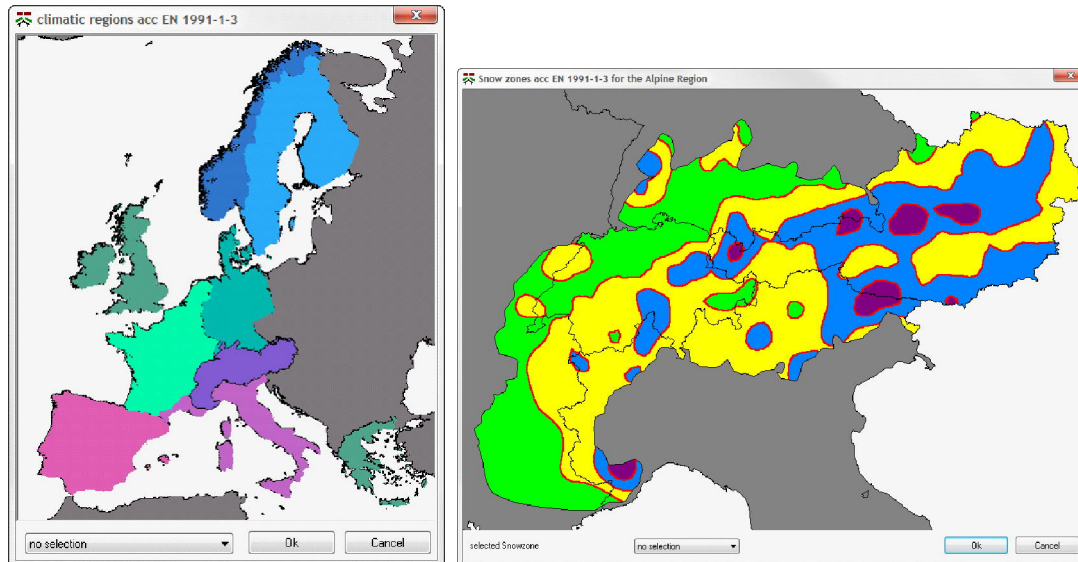 climatic regions acc EN 1991-1-3
no selection
Ok
Cancel
Snow zones acc EN 1991-1-3 for the Alpine Region
selected Snowzone
no selection
Ok
Cancel